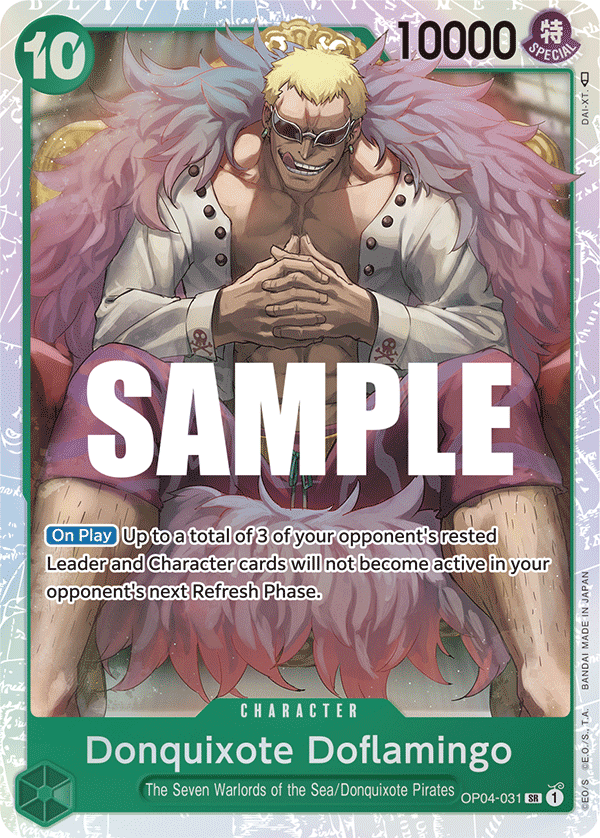 10
10000
特
SPECIAL
DAI-XT.
SAMPLE
On Play Up to a total of 3 of your opponent's rested
Leader and Character cards will not become active in your
opponent's next Refresh Phase.
CHARACTER
Donquixote Doflamingo
The Seven Warlords of the Sea/Donquixote Pirates
OP04-031 SR 1
©E.O/S ©E.O./S., T.A. BANDAI MADE IN JAPAN